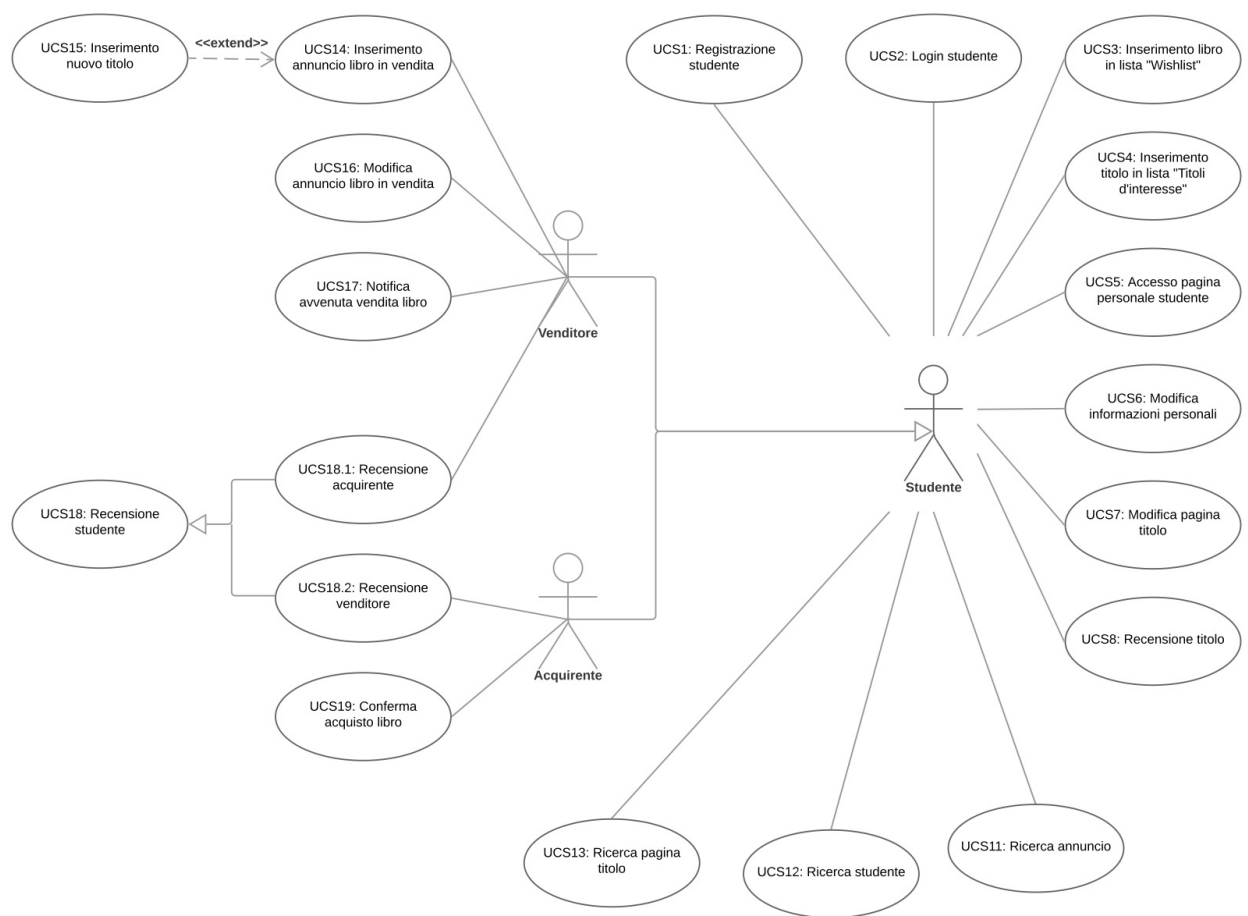 UCS15: Inserimento
nuovo titolo
<<extend>>
UCS14: Inserimento
annuncio libro in vendita
UCS1: Registrazione
studente
UCS2: Login studente
UCS3: Inserimento libro
in lista "Wishlist"
UCS16: Modifica
annuncio libro in vendita
UCS4: Inserimento
titolo in lista "Titoli
d'interesse"
UCS17: Notifica
avvenuta vendita libro
Venditore
UCS5: Accesso pagina
personale studente
UCS6: Modifica
informazioni personali
UCS18.1: Recensione
acquirente
Studente
UCS18: Recensione
studente
UCS7: Modifica pagina
titolo
UCS18.2: Recensione
venditore
Acquirente
UCS8: Recensione titolo
UCS19: Conferma
acquisto libro
UCS13: Ricerca pagina
titolo
UCS12: Ricerca studente
UCS11: Ricerca annuncio